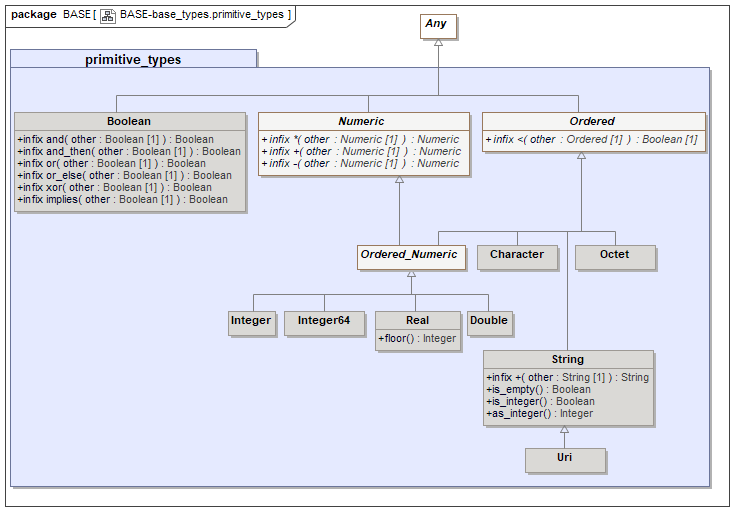 package BASE[ BASE-base_types.primitive_types ]
Any
primitive_types
Boolean
+infix and( other : Boolean [1] ) : Boolean
+infix and_then( other : Boolean [1] ) : Boolean
+infix or( other : Boolean [1] ) : Boolean
+infix or_else( other : Boolean [1] ) : Boolean
+infix xor( other : Boolean [1] ) : Boolean
+infix implies( other : Boolean [1] ) : Boolean
Numeric
+infix *( other : Numeric [1] ) : Numeric
+infix +( other : Numeric [1] ) : Numeric
+infix -( other : Numeric [1] ) : Numeric
Ordered
+infix <( other : Ordered [1] ) : Boolean [1]
Ordered_Numeric
Character
Octet
Integer
Integer64
Real
+floor() : Integer
Double
String
+infix +( other : String [1] ) : String
+is_empty() : Boolean
+is_integer() : Boolean
+as_integer() : Integer
Uri